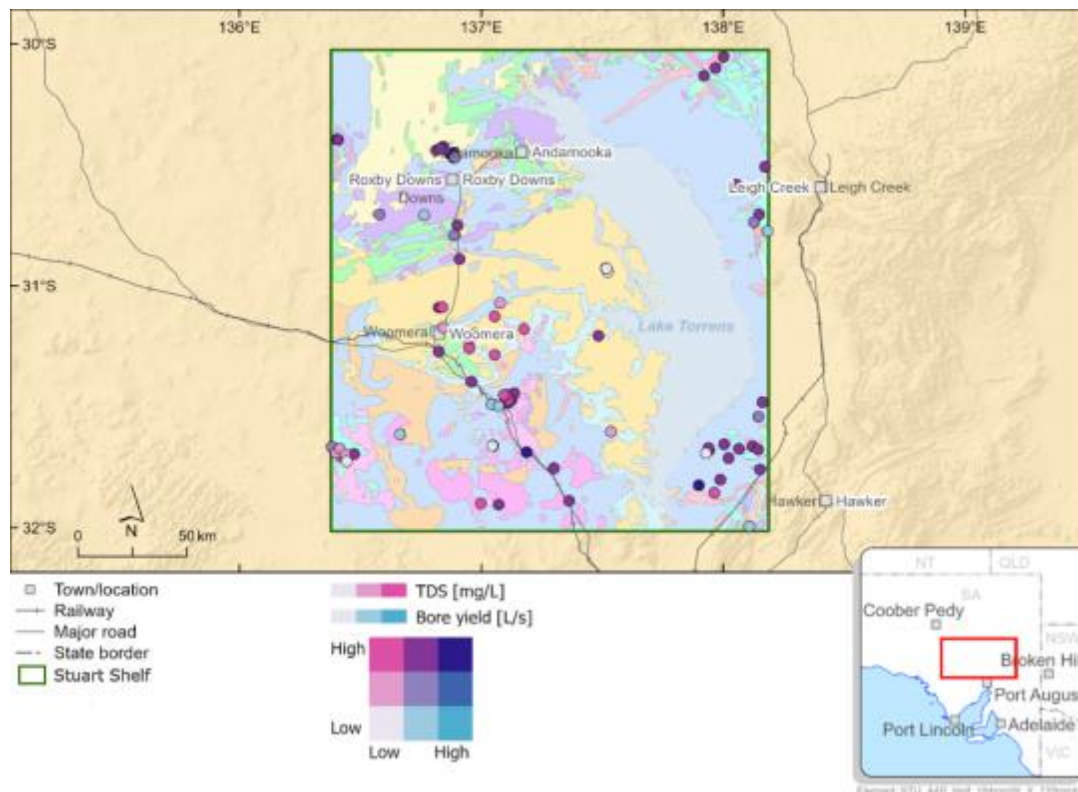 136°E 137°E 138°E 139°E
30°S
Andamooka
Roxby Downs Roxby Downs
Downs
Leigh Creek Leigh Creek
31°S
Lake Torrens
Woomera Woomera
Hawker Hawker
32°S
0 N 50 km
Town/location
Railway
Major road
State border
Stuart Shelf
TDS [mg/L]
Bore yield [L/s]
High
Low
Low High
NT QLD
SA
Coober Pedy
NSW
Broken Hil
Port Augus
Port Lincoln Adelaide
VIC